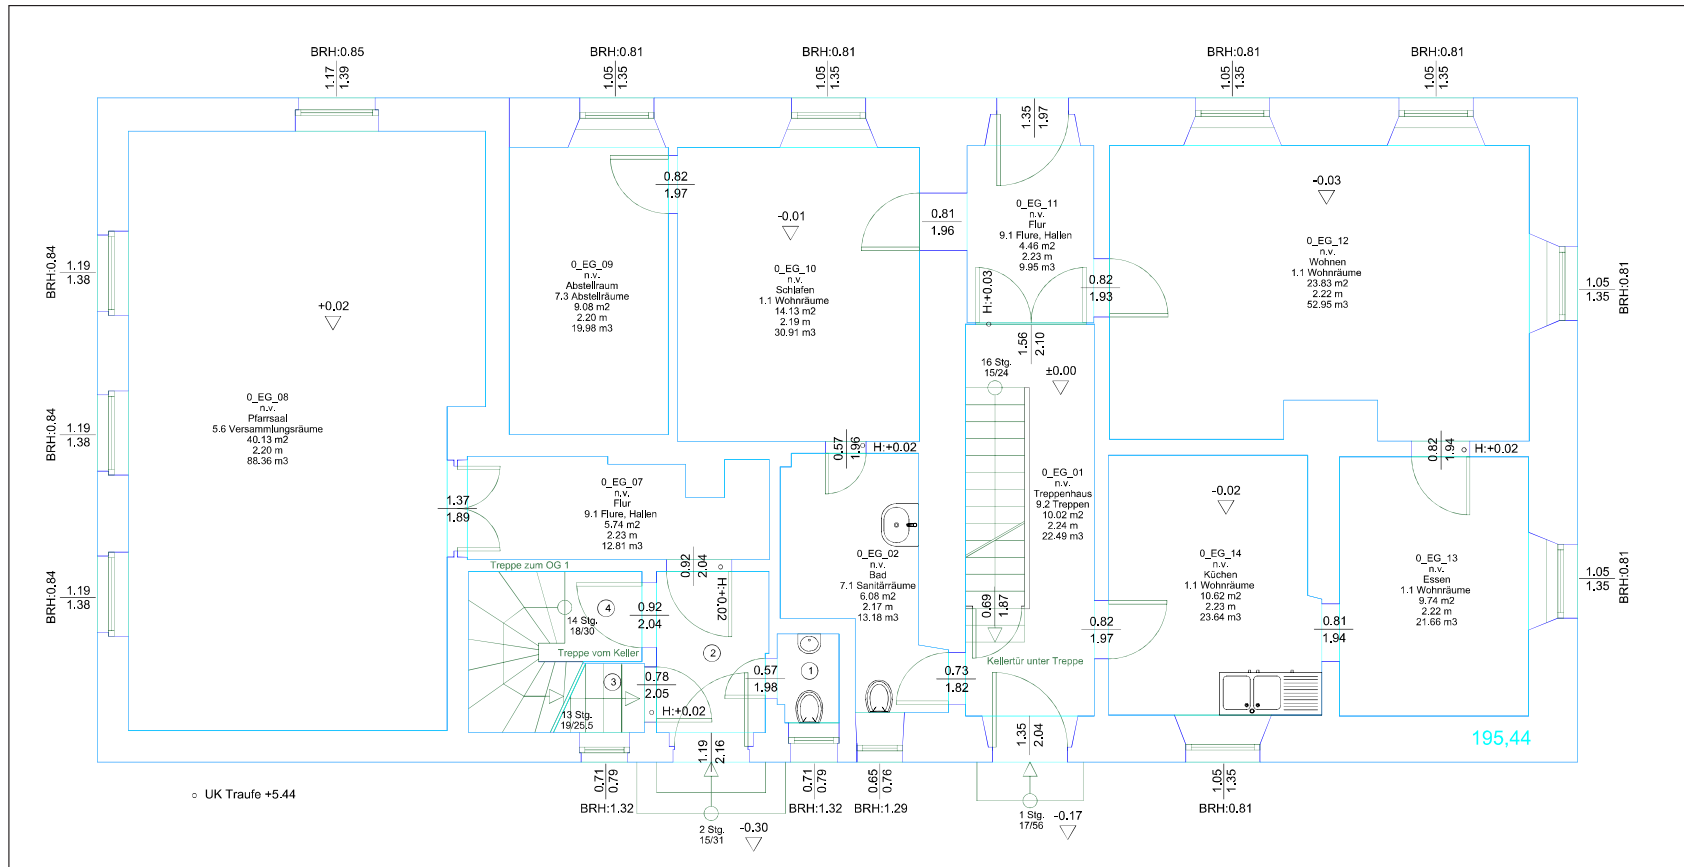 BRH:0.85
1.17
1.39
BRH:0.81
1.05
1.35
BRH:0.81
1.05
1.35
1.35
1.97
BRH:0.81
1.05
1.35
BRH:0.81
1.05
1.35
BRH:0.84
1.19
1.38
BRH:0.84
1.19
1.38
BRH:0.84
1.19
1.38
+0.02
0_EG_08
n.v.
Pfarrsaal
5.6 Versammlungsräume
40.13 m2
2.20 m
88.36 m3
0_EG_09
n.v.
Abstellraum
7.3 Abstellräume
9.08 m2
2.20 m
19.98 m3
0.82
1.97
-0.01
0_EG_10
n.v.
Schlafen
1.1 Wohnräume
14.13 m2
2.19 m
30.91 m3
0.81
1.96
0_EG_11
n.v.
Flur
9.1 Flure, Hallen
4.46 m2
2.23 m
9.95 m3
H:+0.03
0.82
1.93
1.56
2.10
-0.03
0_EG_12
n.v.
Wohnen
1.1 Wohnräume
23.83 m2
2.22 m
52.95 m3
1.05
1.35
BRH:0.81
16 Stg.
15/24
±0.00
0.57
1.96
H:+0.02
0.82
1.94
H:+0.02
1.37
1.89
0_EG_07
n.v.
Flur
9.1 Flure, Hallen
5.74 m2
2.23 m
12.81 m3
0_EG_01
n.v.
Treppenhaus
9.2 Treppen
10.02 m2
2.24 m
22.49 m3
-0.02
0_EG_14
n.v.
Küchen
1.1 Wohnräume
10.62 m2
2.23 m
23.64 m3
0_EG_13
n.v.
Essen
1.1 Wohnräume
9.74 m2
2.22 m
21.66 m3
1.05
1.35
BRH:0.81
0_EG_02
n.v.
Bad
7.1 Sanitärräume
6.08 m2
2.17 m
13.18 m3
Treppe zum OG 1
0.92
2.04
H:+0.02
4
0.92
2.04
14 Stg.
18/30
Treppe vom Keller
2
3
0.78
2.05
H:+0.02
13 Stg.
19/25,5
0.57
1.98
1
0.69
1.87
Kellertür unter Treppe
0.73
1.82
0.82
1.97
0.81
1.94
1.19
2.16
1.35
2.04
195,44
UK Traufe +5.44
0.71
0.79
BRH:1.32
2 Stg.
15/31
-0.30
0.71
0.79
BRH:1.32
0.65
0.76
BRH:1.29
1 Stg.
17/56
-0.17
1.05
1.35
BRH:0.81